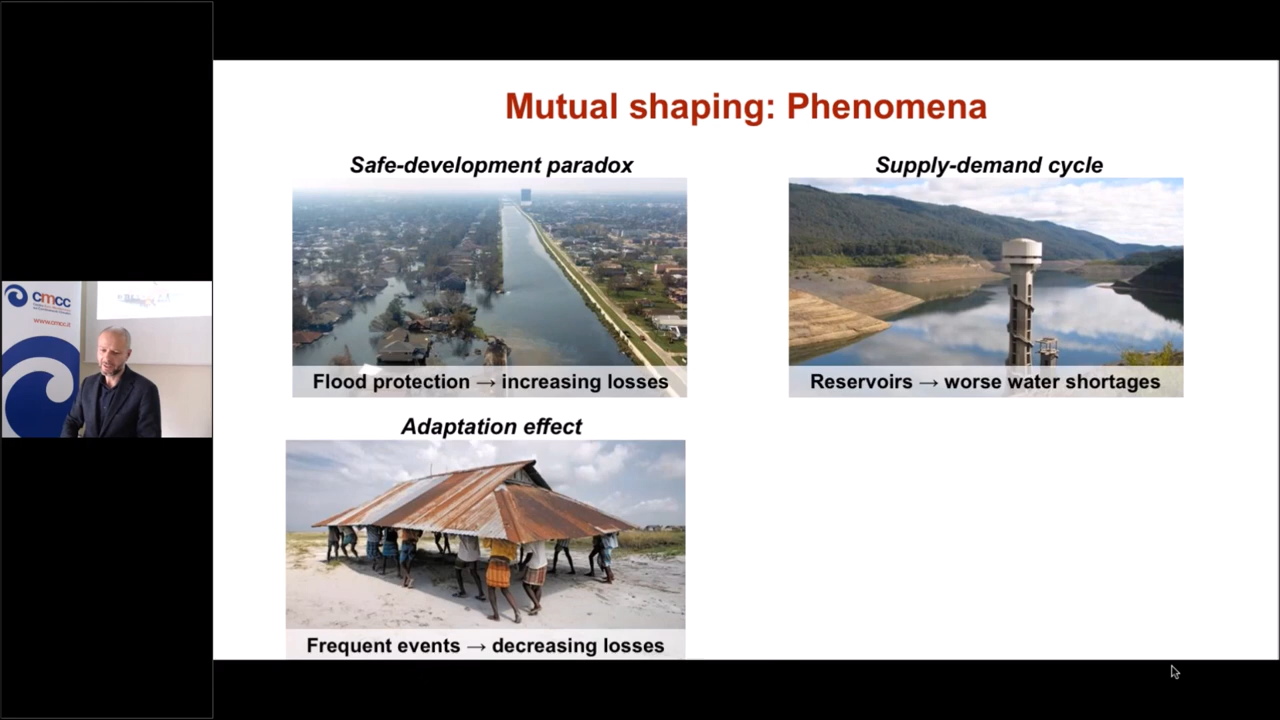 Mutual shaping: Phenomena
Safe-development paradox
Supply-demand cycle
Flood protection → increasing losses
Reservoirs → worse water shortages
Adaptation effect
Frequent events → decreasing losses
cmcc
www.cmcc.it